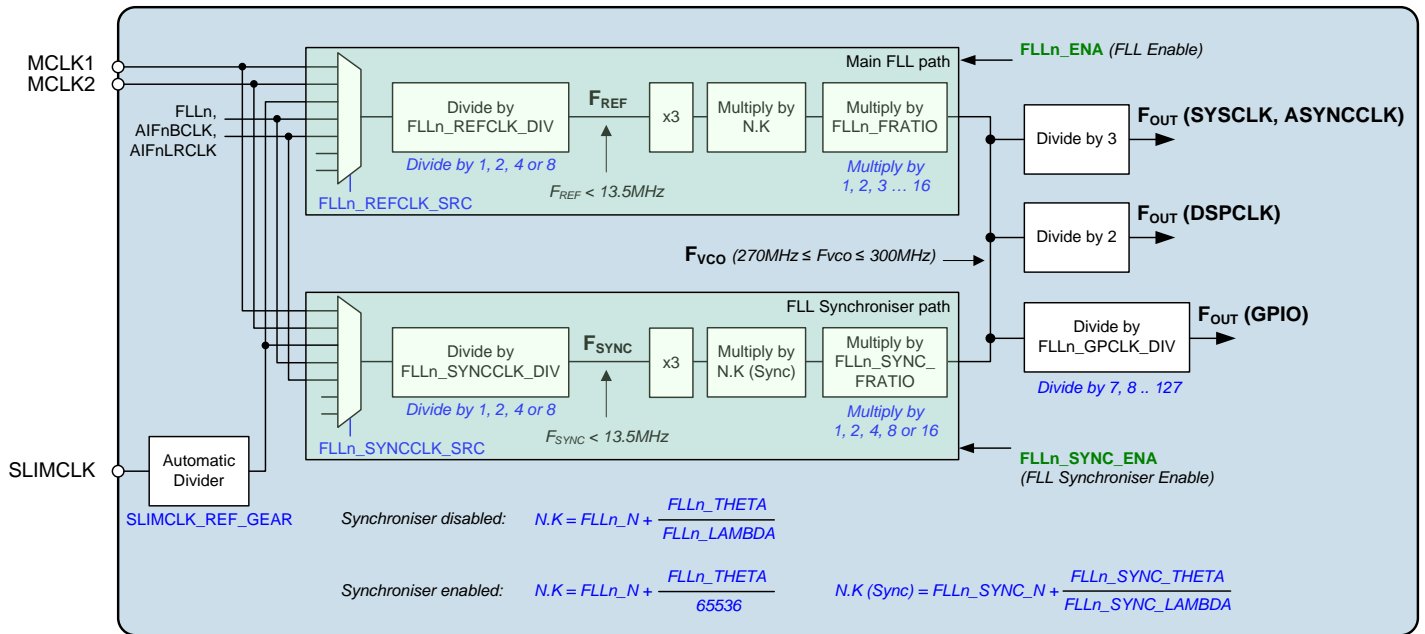 MCLK1
MCLK2
FLLn,
AIFnBCLK,
AIFnLRCLK
SLIMCLK
Automatic
Divider
SLIMCLK_REF_GEAR
Main FLL path
Divide by
FLLn_REFCLK_DIV
Divide by 1, 2, 4 or 8
FREF
FREF < 13.5MHz
x3
Multiply by
N.K
Multiply by
FLLn_FRATIO
Multiply by
1, 2, 3 … 16
FLLn_REFCLK_SRC
FLLn_ENA (FLL Enable)
Divide by 3
FOUT (SYSCLK, ASYNCCLK)
Divide by 2
FOUT (DSPCLK)
FVCO (270MHz ≤ Fvco ≤ 300MHz)
FLL Synchroniser path
Divide by
FLLn_SYNCCLK_DIV
Divide by 1, 2, 4 or 8
FSYNC
FSYNC < 13.5MHz
x3
Multiply by
N.K (Sync)
Multiply by
FLLn_SYNC_
FRATIO
Multiply by
1, 2, 4, 8 or 16
FLLn_SYNCCLK_SRC
Divide by
FLLn_GPCLK_DIV
Divide by 7, 8 .. 127
FOUT (GPIO)
FLLn_SYNC_ENA
(FLL Synchroniser Enable)
Synchroniser disabled: N.K = FLLn_N + FLLn_THETA
FLLn_LAMBDA
Synchroniser enabled: N.K = FLLn_N + FLLn_THETA
65536
N.K (Sync) = FLLn_SYNC_N + FLLn_SYNC_THETA
FLLn_SYNC_LAMBDA